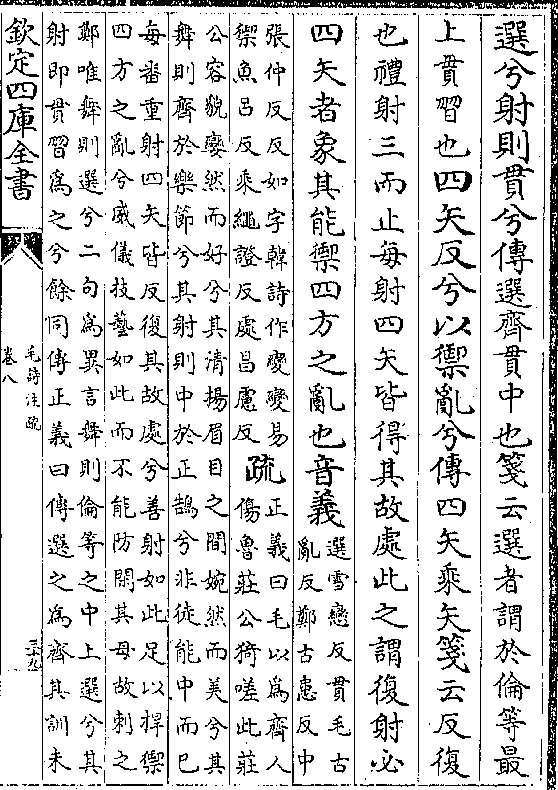 選兮射則貫兮傳選齊貫中也箋云選者謂於倫等最
上貫習也四矢反兮以禦亂兮傳四矢乘矢箋云反復
也禮射三而止每射四矢皆得其故處此之謂復射必
四矢者象其能禦四方之亂也音義選雪戀反貫毛古
亂反鄭古患反中
張仲反反如字韓詩作變變易
禦魚呂反乘繩證反處昌慮反
疏正義曰毛以為齊人
傷魯莊公猗嗟此莊
公容貌孌然而好兮其清揚眉目之間婉然而美兮其
舞則齊於樂節兮其射則中於正鵠兮非徒能中而已
每番重射四矢皆反復其故處兮善射如此足以捍禦
四方之亂兮威儀技藝如此而不能防閑其母故刺之
鄭唯舞則選兮二句為異言舞則倫等之中上選兮其
射即貫習為之兮餘同傳正義曰傳選之為齊其訓未
欽定四庫全書
毛詩注疏
卷八
三十九